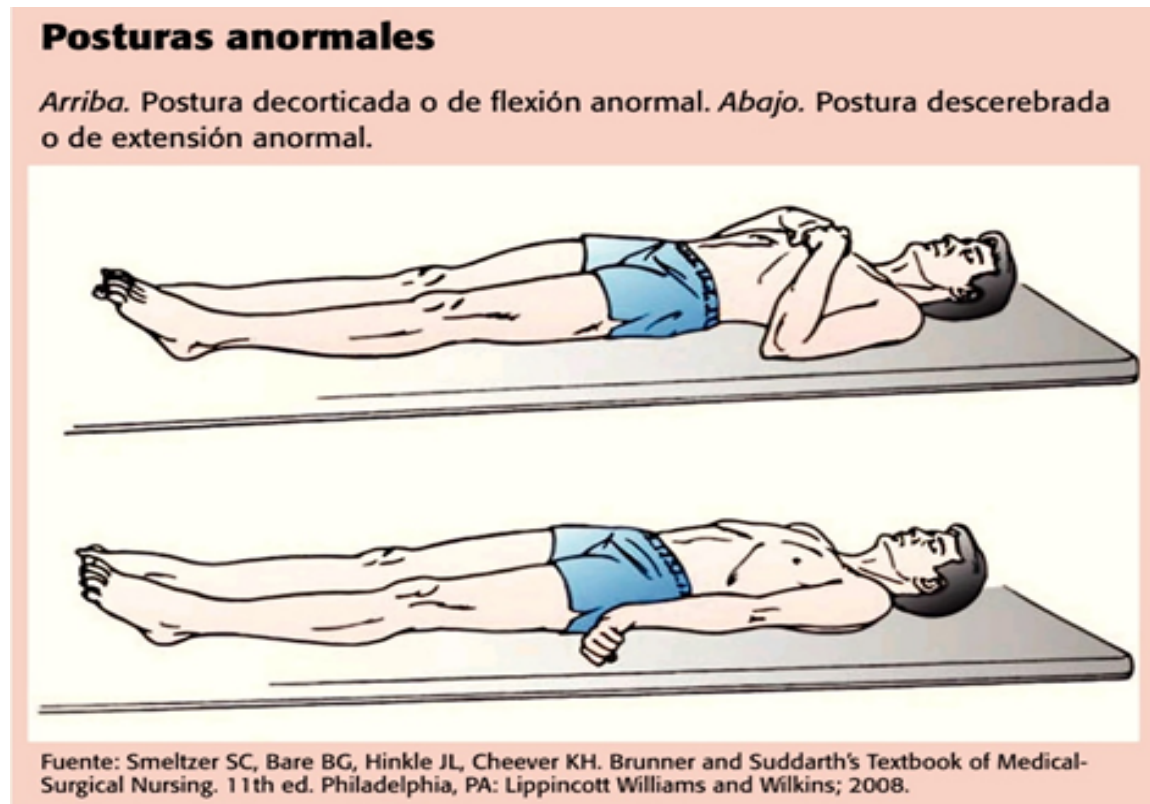 Posturas anormales
Arriba. Postura decorticada o de flexión anormal. Abajo. Postura descerebrada
o de extensión anormal.
Fuente: Smeltzer SC, Bare BG, Hinkle JL, Cheever KH. Brunner and Suddarth's Textbook of Medical-
Surgical Nursing. 11th ed. Philadelphia, PA: Lippincott Williams and Wilkins; 2008.